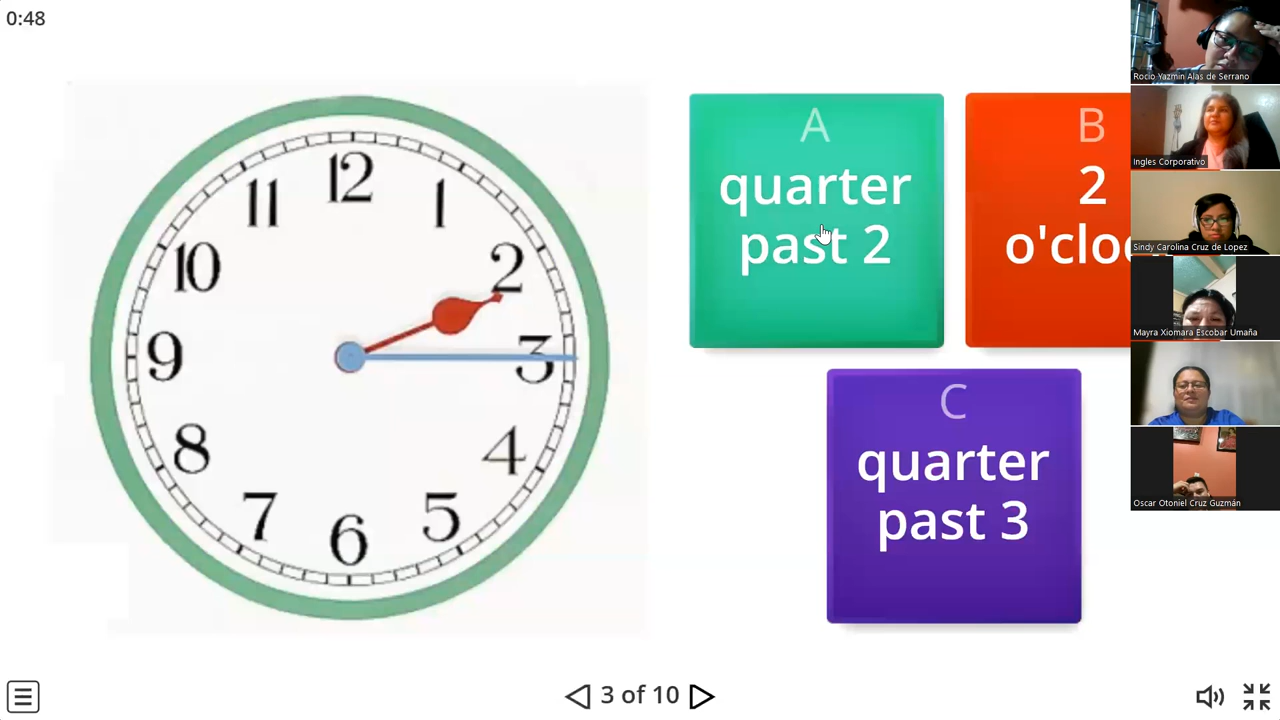 0:48
12
11
1
10
2
9
3
8
4
7
5
6
A
quarter
past 2
B
2
C
quarter
past 3
Rocio Yazmin Alas de Serrano
Ingles Corporativo
Sindy Carolina Cruz de Lopez
Mayra Xiomara Escobar Umaña
Oscar Otoniel Cruz Guzmán
3 of 10